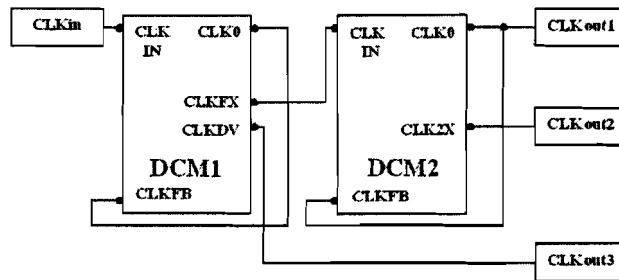 CLKin
CLK IN
CLK0
CLKFX
CLKDV
DCM1
CLKFB
CLK IN
CLK0
CLK2X
DCM2
CLKFB
CLKout1
CLKout2
CLKout3